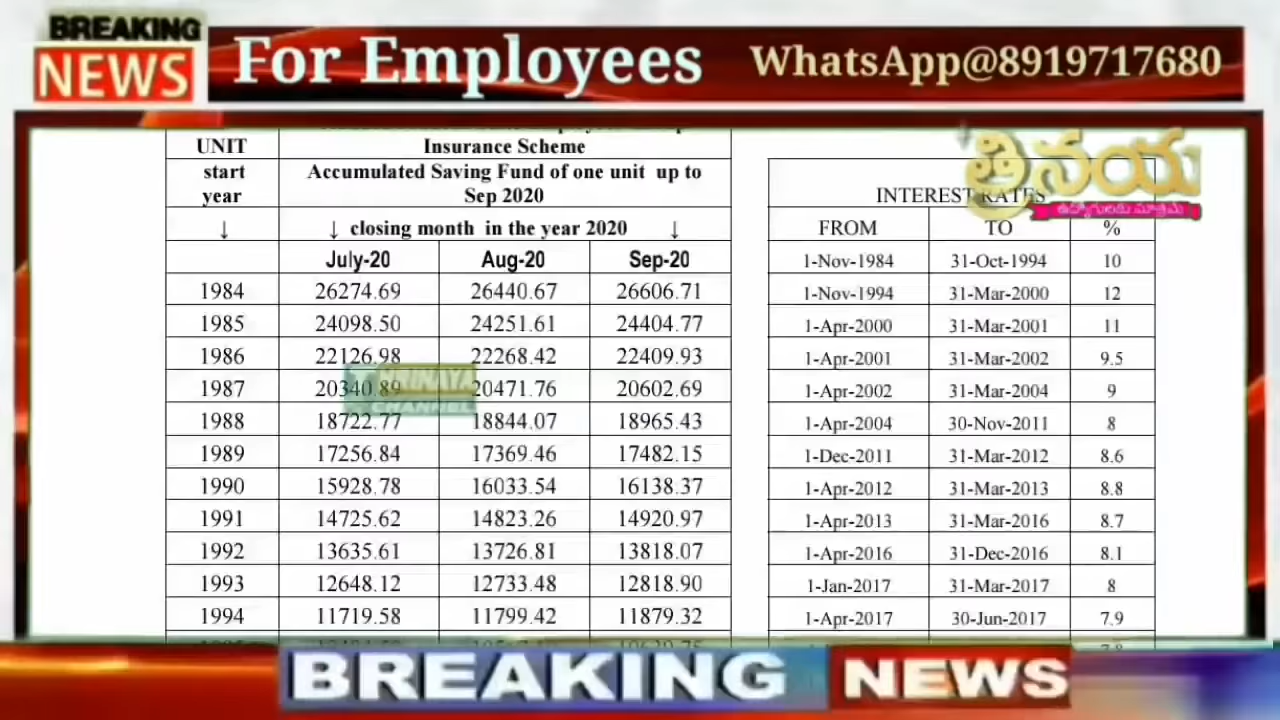 BREAKING
NEWS
For Employees
WhatsApp@8919717680
త్రినయ
ఉద్యోగులకు మాత్రమే
UNIT
start
year
↓
Insurance Scheme
Accumulated Saving Fund of one unit up to
Sep 2020
↓ closing month in the year 2020 ↓
July-20 Aug-20 Sep-20
1984 26274.69 26440.67 26606.71
1985 24098.50 24251.61 24404.77
1986 22126.98 22268.42 22409.93
1987 20340.89 20471.76 20602.69
1988 18722.77 18844.07 18965.43
1989 17256.84 17369.46 17482.15
1990 15928.78 16033.54 16138.37
1991 14725.62 14823.26 14920.97
1992 13635.61 13726.81 13818.07
1993 12648.12 12733.48 12818.90
1994 11719.58 11799.42 11879.32
THRINAYA
CHANNEL
INTEREST RATES
FROM TO %
1-Nov-1984 31-Oct-1994 10
1-Nov-1994 31-Mar-2000 12
1-Apr-2000 31-Mar-2001 11
1-Apr-2001 31-Mar-2002 9.5
1-Apr-2002 31-Mar-2004 9
1-Apr-2004 30-Nov-2011 8
1-Dec-2011 31-Mar-2012 8.6
1-Apr-2012 31-Mar-2013 8.8
1-Apr-2013 31-Mar-2016 8.7
1-Apr-2016 31-Dec-2016 8.1
1-Jan-2017 31-Mar-2017 8
1-Apr-2017 30-Jun-2017 7.9
BREAKING NEWS